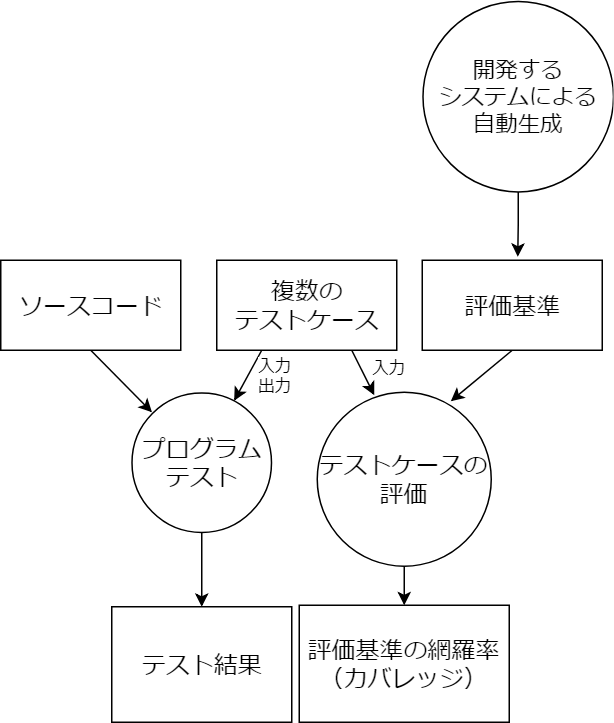 開発する
システムによる
自動生成
ソースコード
複数の
テストケース
評価基準
入力
出力
入力
プログラム
テスト
テストケースの
評価
テスト結果
評価基準の網羅率
（カバレッジ）